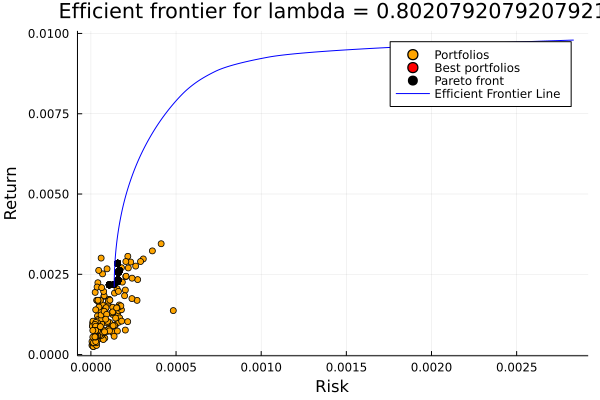 Efficient frontier for lambda = 0.8020792079207921
0.0100
0.0075
0.0050
0.0025
0.0000
Return
Portfolios
Best portfolios
Pareto front
Efficient Frontier Line
0.0000 0.0005 0.0010 0.0015 0.0020 0.0025
Risk